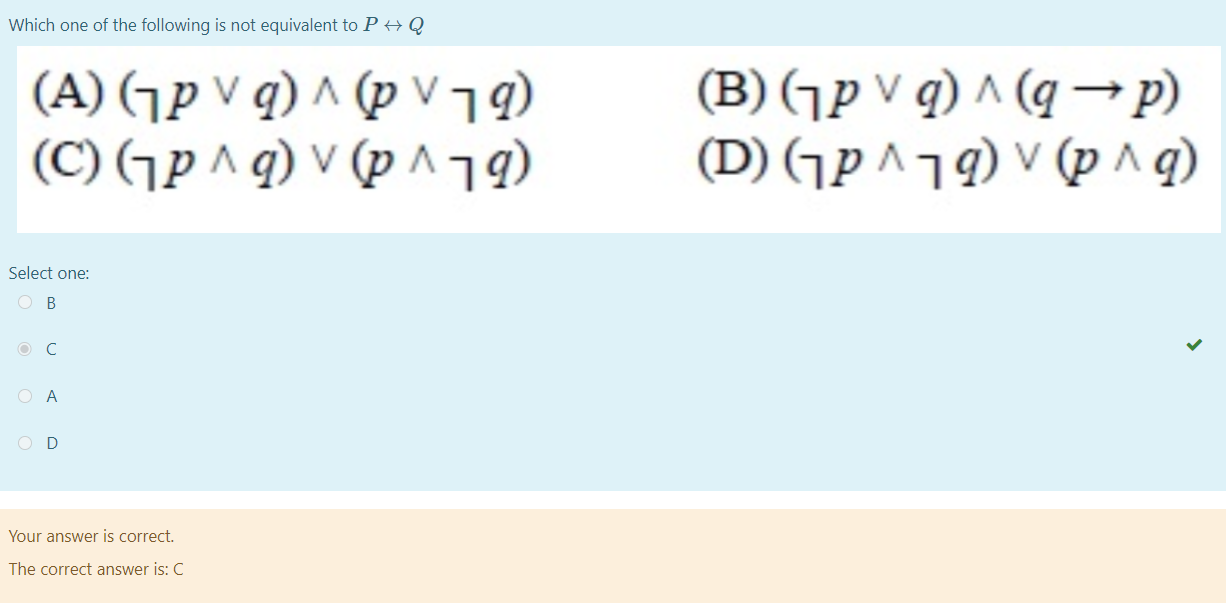 Which one of the following is not equivalent to P ↔ Q
(A) (¬p ∨ q) ∧ (p ∨ ¬q) (B) (¬p ∨ q) ∧ (q → p)
(C) (¬p ∧ q) ∨ (p ∧ ¬q) (D) (¬p ∧ ¬q) ∨ (p ∧ q)
Select one:
B
C
A
D
Your answer is correct.
The correct answer is: C